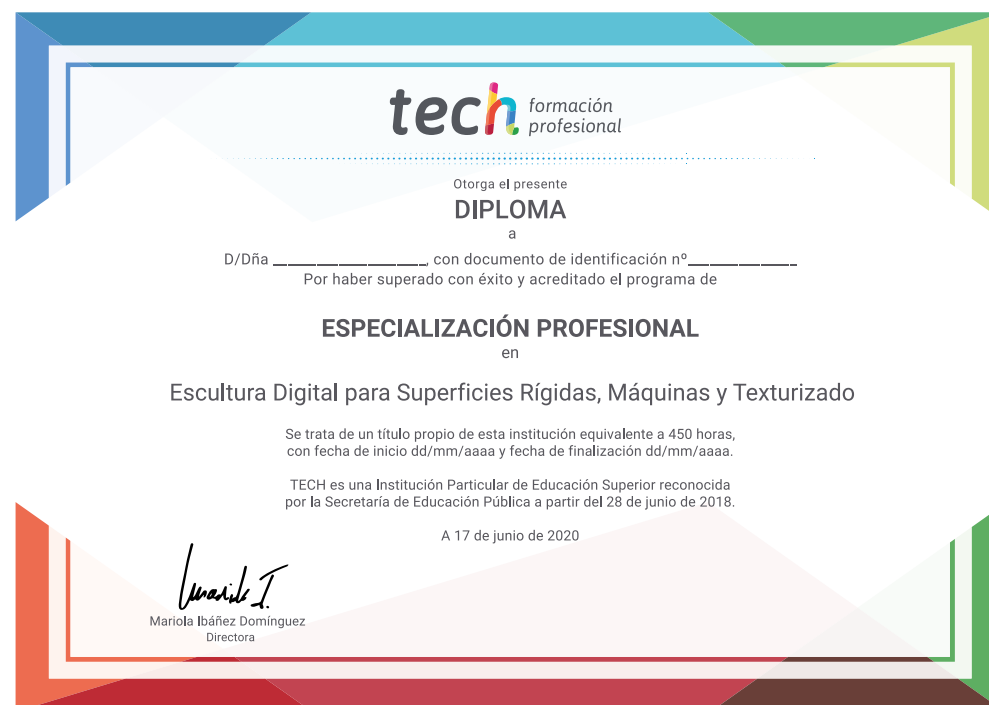 tech formación
profesional
Otorga el presente
DIPLOMA
a
D/Dña ____________________, con documento de identificación nº______________
Por haber superado con éxito y acreditado el programa de
ESPECIALIZACIÓN PROFESIONAL
en
Escultura Digital para Superficies Rígidas, Máquinas y Texturizado
Se trata de un título propio de esta institución equivalente a 450 horas,
con fecha de inicio dd/mm/aaaa y fecha de finalización dd/mm/aaaa.
TECH es una Institución Particular de Educación Superior reconocida
por la Secretaría de Educación Pública a partir del 28 de junio de 2018.
A 17 de junio de 2020
Mariola Ibáñez Domínguez
Directora